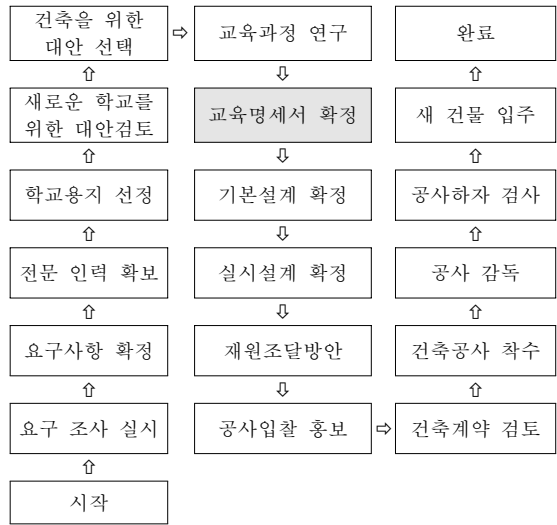 건축을 위한
대안 선택
⇨
교육과정 연구
완료
⇧
⇩
⇧
새로운 학교를
위한 대안검토
교육명세서 확정
새 건물 입주
⇧
⇩
⇧
학교용지 선정
기본설계 확정
공사하자 검사
⇧
⇩
⇧
전문 인력 확보
실시설계 확정
공사 감독
⇧
⇩
⇧
요구사항 확정
재원조달방안
건축공사 착수
⇧
⇩
⇧
요구 조사 실시
공사입찰 홍보
⇨
건축계약 검토
⇧
시작